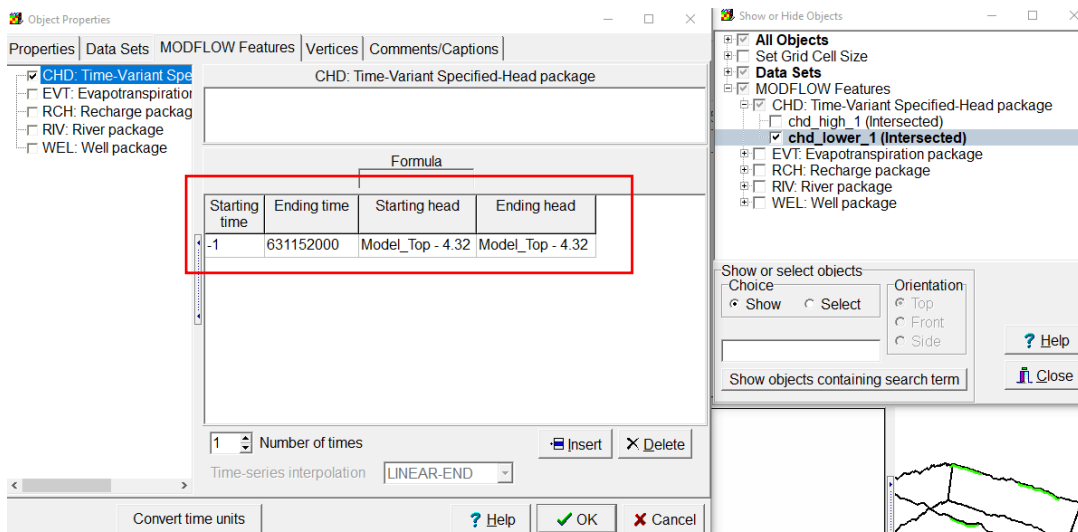 Object Properties
Properties
Data Sets
MODFLOW Features
Vertices
Comments/Captions
CHD: Time-Variant Spe
EVT: Evapotranspiration
RCH: Recharge packag
RIV: River package
WEL: Well package
CHD: Time-Variant Specified-Head package
Formula
Starting time
Ending time
Starting head
Ending head
-1
631152000
Model_Top - 4.32
Model_Top - 4.32
1
Number of times
Insert
Delete
Time-series interpolation
LINEAR-END
Convert time units
? Help
OK
Cancel
Show or Hide Objects
All Objects
Set Grid Cell Size
Data Sets
MODFLOW Features
CHD: Time-Variant Specified-Head package
chd_high_1 (Intersected)
chd_lower_1 (Intersected)
EVT: Evapotranspiration package
RCH: Recharge package
RIV: River package
WEL: Well package
Show or select objects
Choice
Show
Select
Orientation
Top
Front
Side
? Help
Show objects containing search term
Close